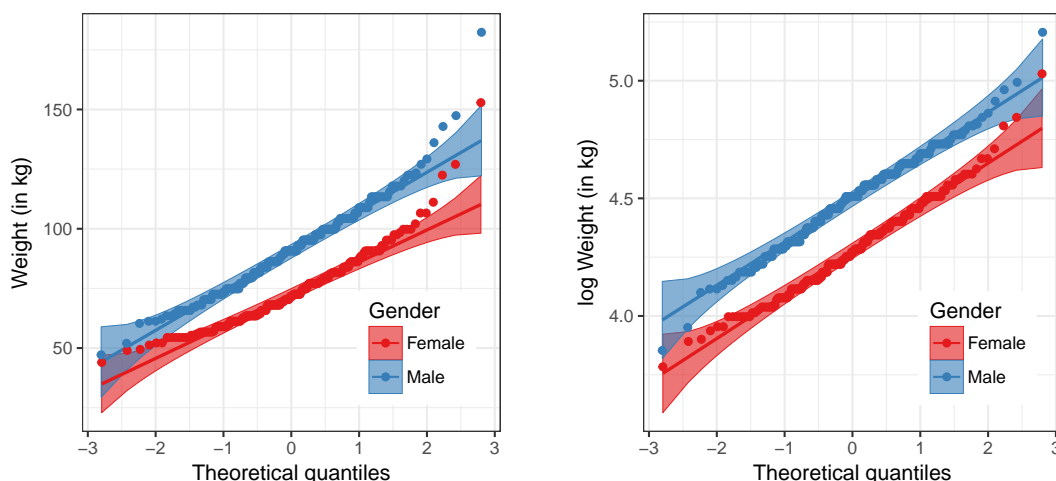 150
100
50
Weight (in kg)
−3 −2 −1 0 1 2 3
Theoretical quantiles
Gender
Female
Male
5.0
4.5
4.0
log Weight (in kg)
−3 −2 −1 0 1 2 3
Theoretical quantiles
Gender
Female
Male